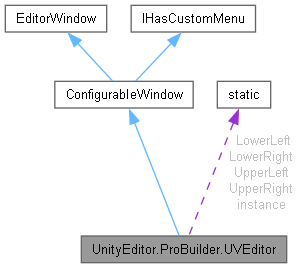 EditorWindow
IHasCustomMenu
ConfigurableWindow
static
LowerLeft
LowerRight
UpperLeft
UpperRight
instance
UnityEditor.ProBuilder.UVEditor